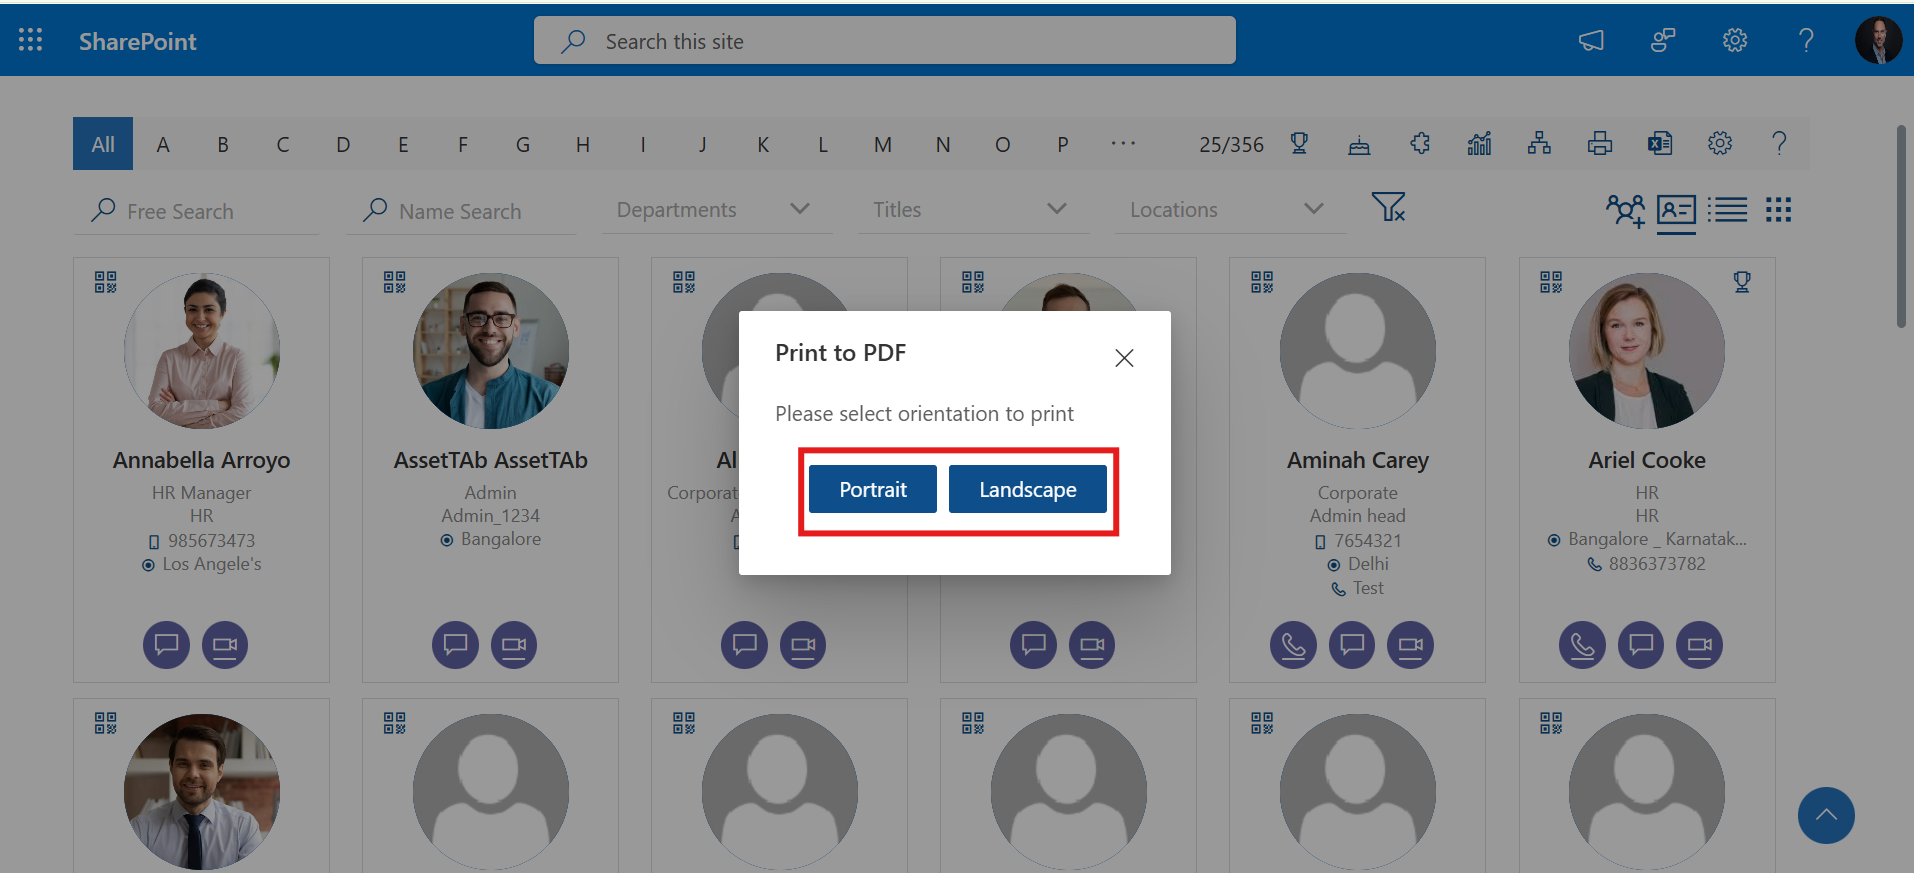 SharePoint
Search this site
All A B C D E F G H I J K L M N O P ... 25/356
Free Search Name Search Departments Titles Locations
Print to PDF
Please select orientation to print
Portrait Landscape
Annabella Arroyo
HR Manager
HR
985673473
Los Angele's
AssetTAb AssetTAb
Admin
Admin_1234
Bangalore
Al
Corporat
A
Aminah Carey
Corporate
Admin head
7654321
Delhi
Test
Ariel Cooke
HR
HR
Bangalore _ Karnatak...
8836373782